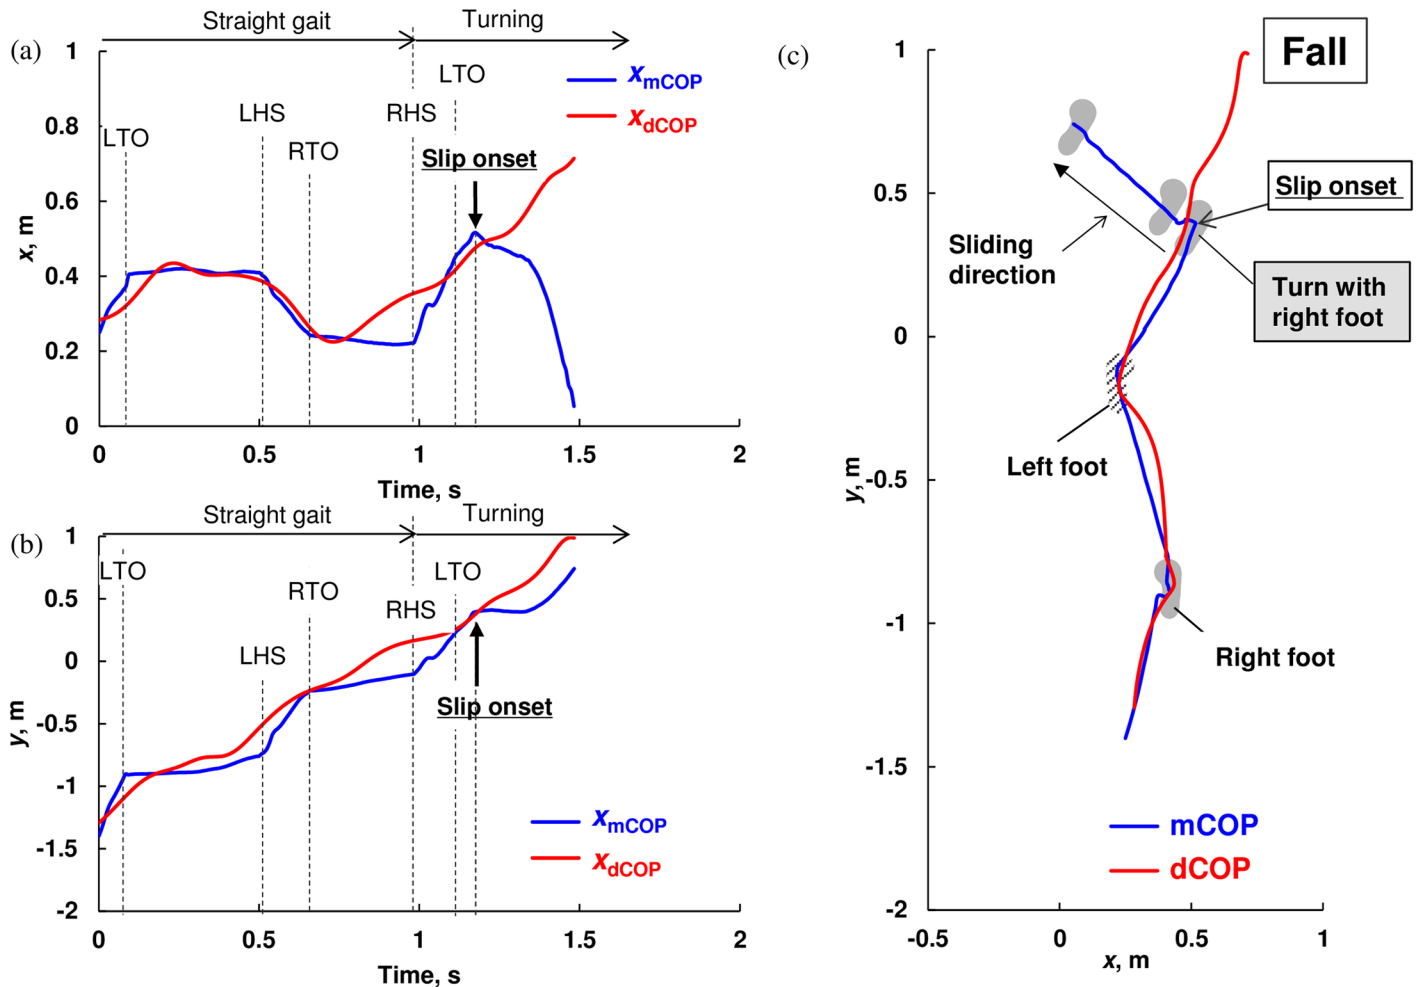 (a)
Straight gait
Turning
1
0.8
0.6
0.4
0.2
0
x, m
LTO
LHS
RTO
RHS
LTO
x mCOP
x dCOP
Slip onset
0
0.5
1
1.5
2
Time, s
(b)
Straight gait
Turning
1
0.5
0
-0.5
-1
-1.5
-2
y, m
LTO
LHS
RTO
RHS
LTO
Slip onset
x mCOP
x dCOP
0
0.5
1
1.5
2
Time, s
(c)
Fall
1
0.5
0
-0.5
-1
-1.5
-2
y, m
Slip onset
Sliding
direction
Turn with
right foot
Left foot
Right foot
mCOP
dCOP
-0.5
0
0.5
1
x, m